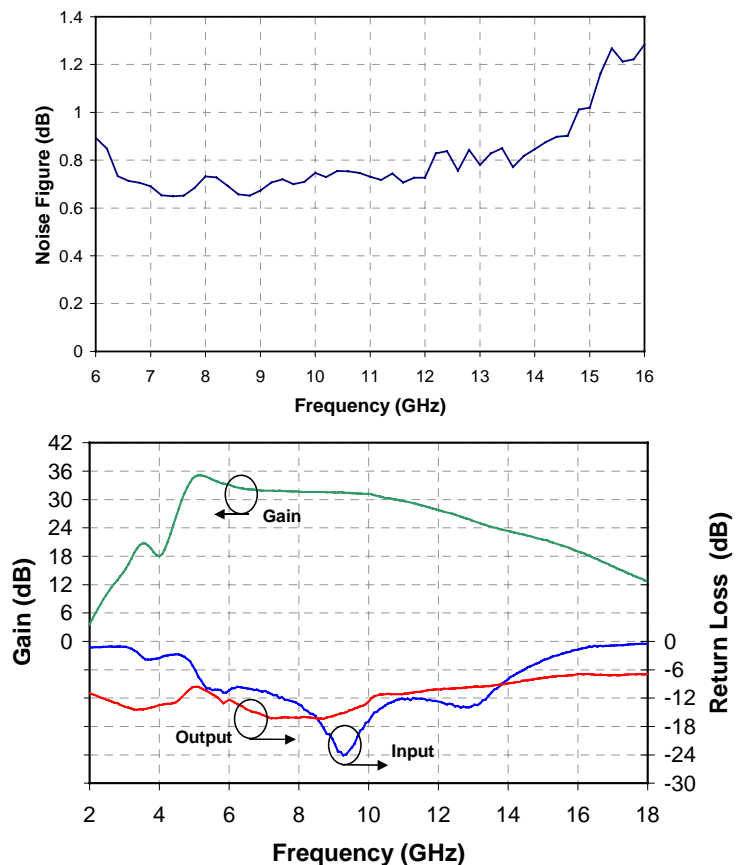 1.4
1.2
1
0.8
0.6
0.4
0.2
0
Noise Figure (dB)
6 7 8 9 10 11 12 13 14 15 16
Frequency (GHz)
42
36
30
24
18
12
6
0
Gain (dB)
Gain
0
-6
-12
-18
-24
-30
Return Loss (dB)
Output
Input
2 4 6 8 10 12 14 16 18
Frequency (GHz)